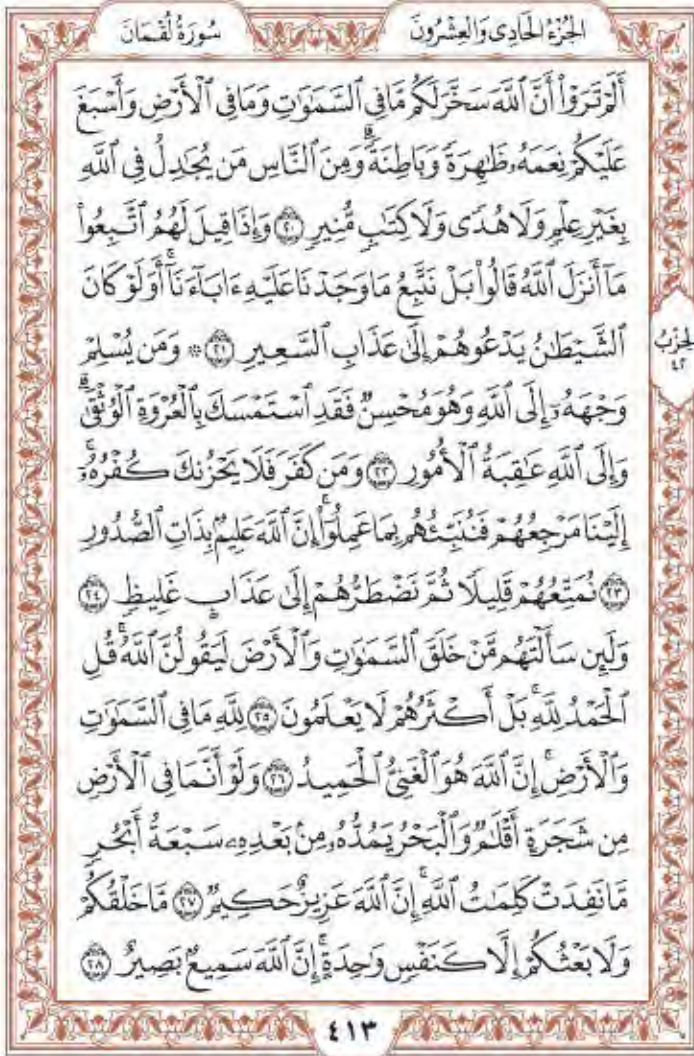 الجُزْءُ الحَادِى وَالعِشْرُونَ
سُورَةُ لُقْمَان
أَلَمْ تَرَوْا۟ أَنَّ ٱللَّهَ سَخَّرَ لَكُم مَّا فِى ٱلسَّمَـٰوَٰتِ وَمَا فِى ٱلْأَرْضِ وَأَسْبَغَ
عَلَيْكُمْ نِعَمَهُۥ ظَـٰهِرَةً وَبَاطِنَةً ۗ وَمِنَ ٱلنَّاسِ مَن يُجَـٰدِلُ فِى ٱللَّهِ
بِغَيْرِ عِلْمٍ وَلَا هُدًى وَلَا كِتَـٰبٍ مُّنِيرٍ ٢٠ وَإِذَا قِيلَ لَهُمُ ٱتَّبِعُوا۟
مَآ أَنزَلَ ٱللَّهُ قَالُوا۟ بَلْ نَتَّبِعُ مَا وَجَدْنَا عَلَيْهِ ءَابَآءَنَآ ۚ أَوَلَوْ كَانَ
ٱلشَّيْطَـٰنُ يَدْعُوهُمْ إِلَىٰ عَذَابِ ٱلسَّعِيرِ ٢١ ۞ وَمَن يُسْلِمْ
وَجْهَهُۥٓ إِلَى ٱللَّهِ وَهُوَ مُحْسِنٌ فَقَدِ ٱسْتَمْسَكَ بِٱلْعُرْوَةِ ٱلْوُثْقَىٰ ۗ
وَإِلَى ٱللَّهِ عَـٰقِبَةُ ٱلْأُمُورِ ٢٢ وَمَن كَفَرَ فَلَا يَحْزُنكَ كُفْرُهُۥٓ ۚ
إِلَيْنَا مَرْجِعُهُمْ فَنُنَبِّئُهُم بِمَا عَمِلُوٓا۟ ۚ إِنَّ ٱللَّهَ عَلِيمٌۢ بِذَاتِ ٱلصُّدُورِ
٢٣ نُمَتِّعُهُمْ قَلِيلًا ثُمَّ نَضْطَرُّهُمْ إِلَىٰ عَذَابٍ غَلِيظٍ ٢٤
وَلَئِن سَأَلْتَهُم مَّنْ خَلَقَ ٱلسَّمَـٰوَٰتِ وَٱلْأَرْضَ لَيَقُولُنَّ ٱللَّهُ ۚ قُلِ
ٱلْحَمْدُ لِلَّهِ ۚ بَلْ أَكْثَرُهُمْ لَا يَعْلَمُونَ ٢٥ لِلَّهِ مَا فِى ٱلسَّمَـٰوَٰتِ
وَٱلْأَرْضِ ۚ إِنَّ ٱللَّهَ هُوَ ٱلْغَنِىُّ ٱلْحَمِيدُ ٢٦ وَلَوْ أَنَّمَا فِى ٱلْأَرْضِ
مِن شَجَرَةٍ أَقْلَـٰمٌ وَٱلْبَحْرُ يَمُدُّهُۥ مِنۢ بَعْدِهِۦ سَبْعَةُ أَبْحُرٍ
مَّا نَفِدَتْ كَلِمَـٰتُ ٱللَّهِ ۗ إِنَّ ٱللَّهَ عَزِيزٌ حَكِيمٌ ٢٧ مَّا خَلْقُكُمْ
وَلَا بَعْثُكُمْ إِلَّا كَنَفْسٍ وَٰحِدَةٍ ۗ إِنَّ ٱللَّهَ سَمِيعٌۢ بَصِيرٌ ٢٨
الحِزْبُ
٤٢
٤١٣